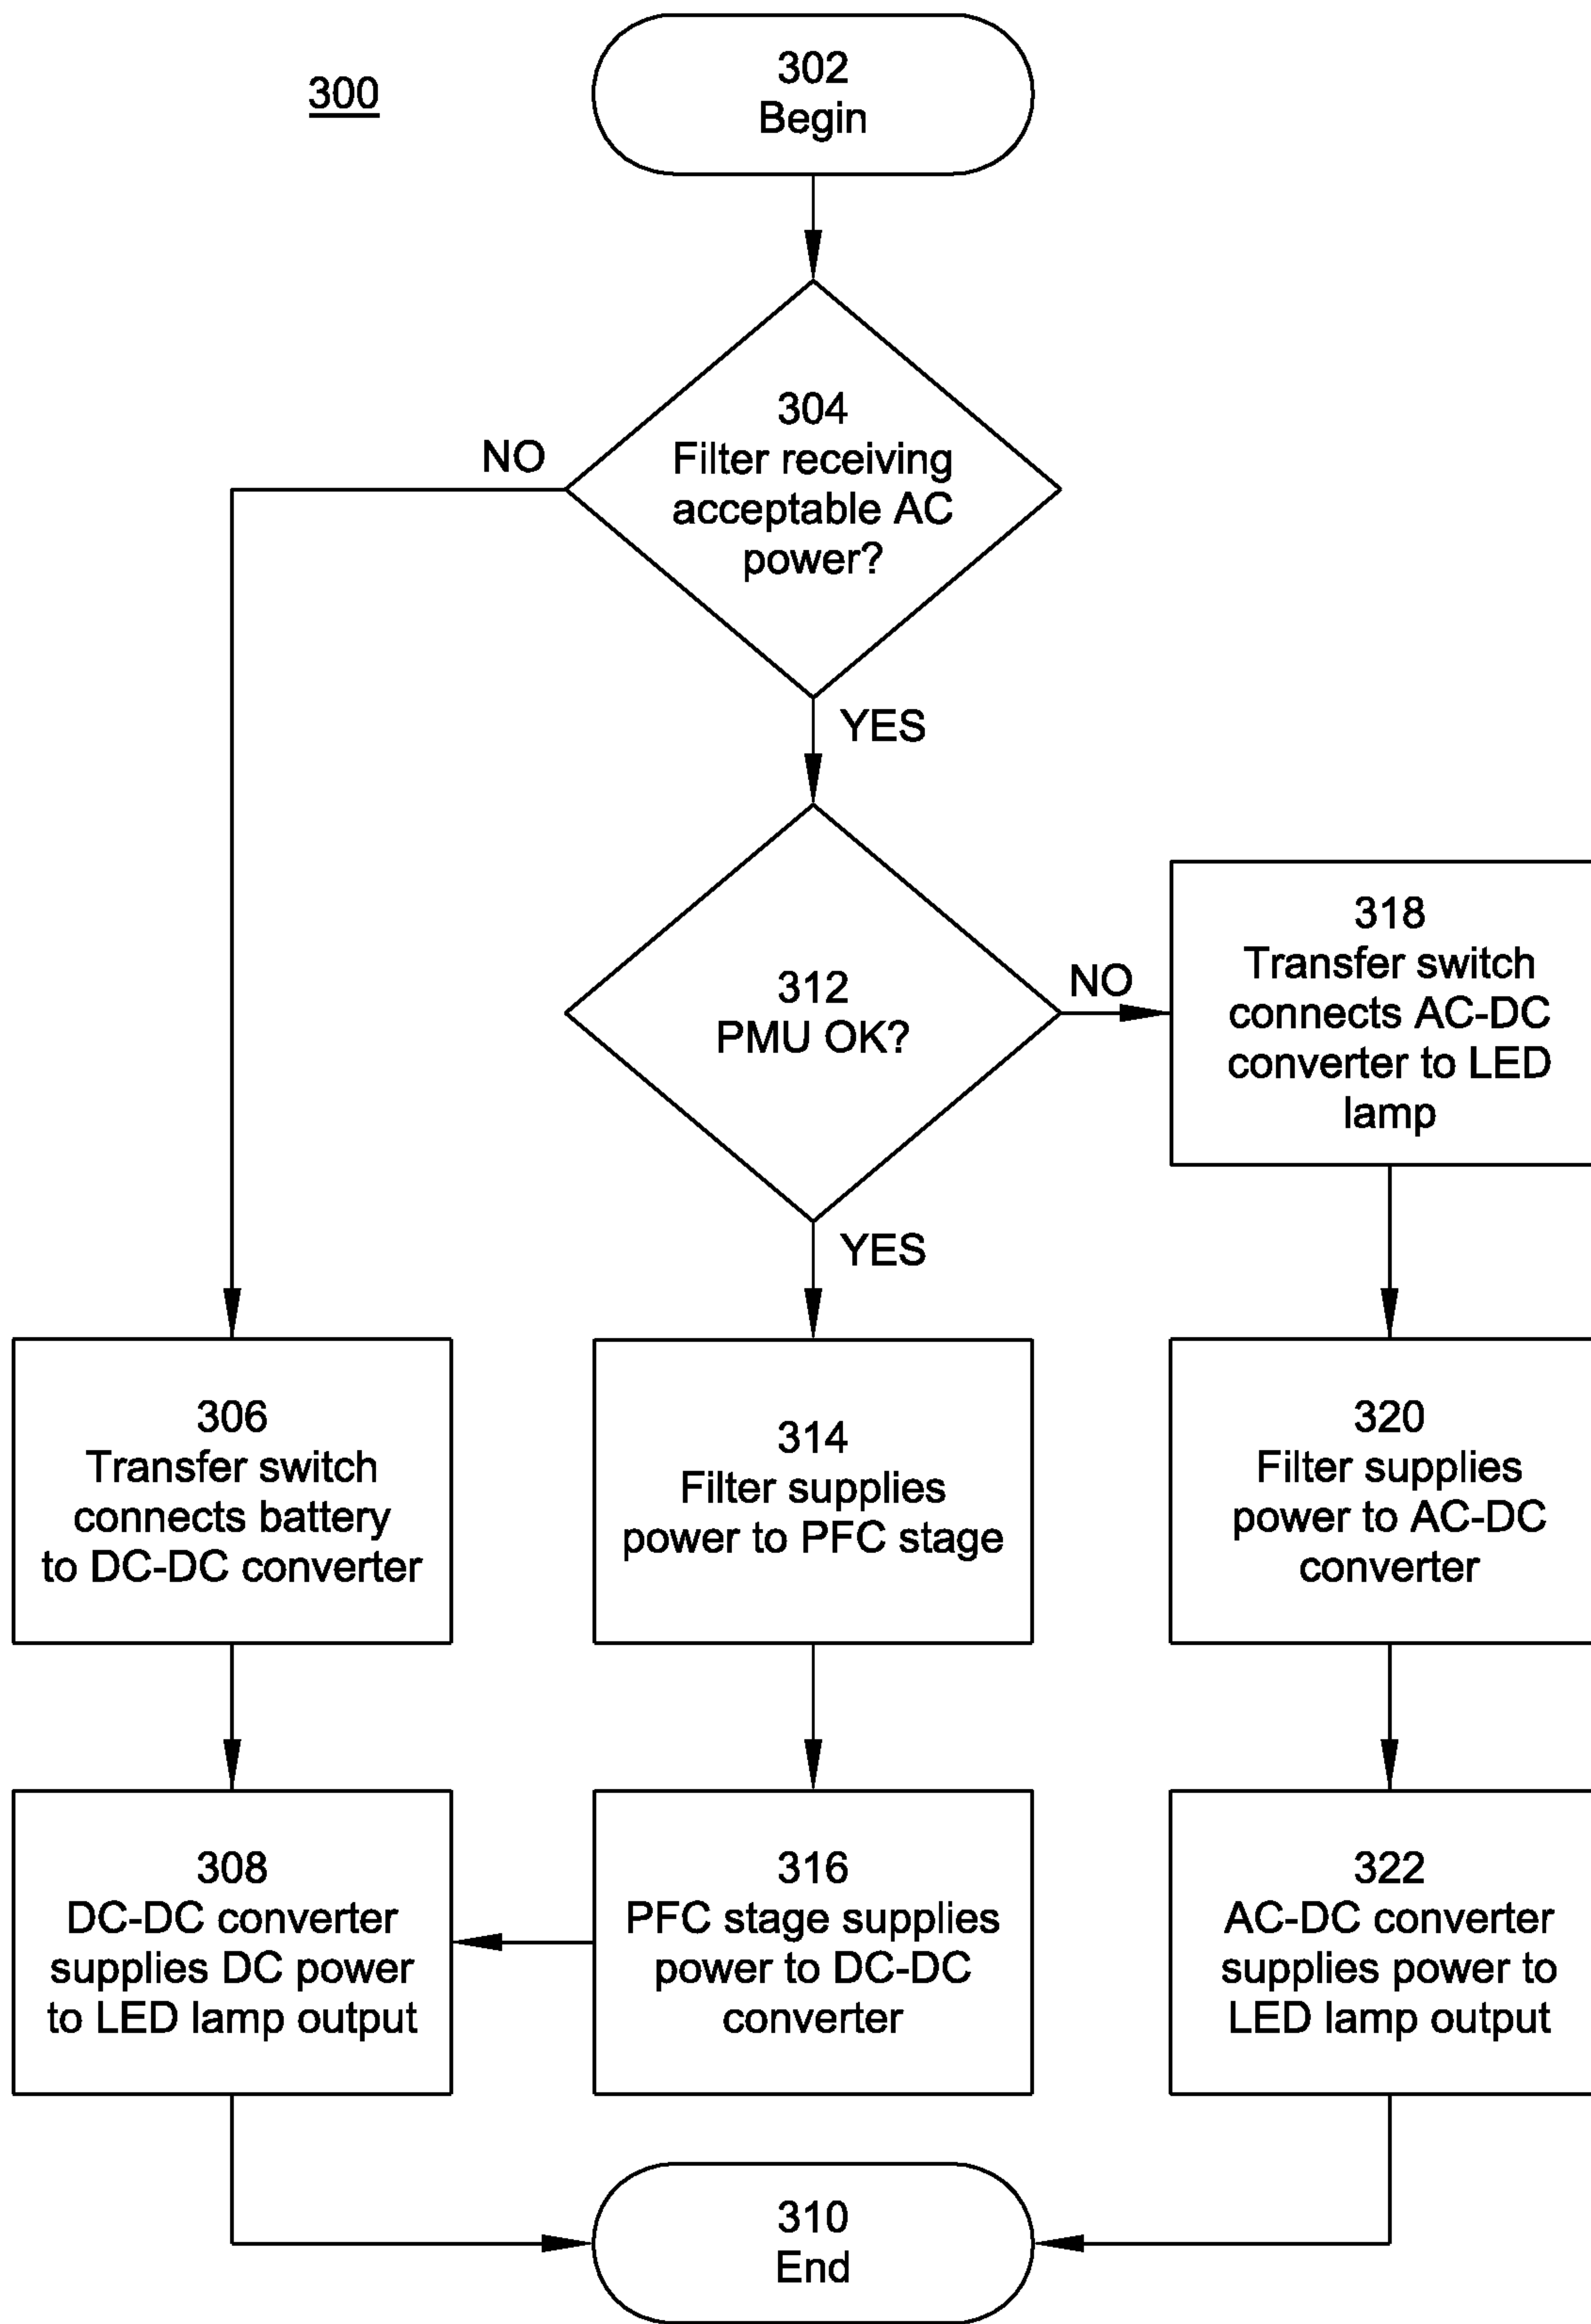 300
302
Begin
304
Filter receiving
acceptable AC
power?
NO
YES
312
PMU OK?
NO
YES
318
Transfer switch
connects AC-DC
converter to LED
lamp
306
Transfer switch
connects battery
to DC-DC converter
314
Filter supplies
power to PFC stage
320
Filter supplies
power to AC-DC
converter
308
DC-DC converter
supplies DC power
to LED lamp output
316
PFC stage supplies
power to DC-DC
converter
322
AC-DC converter
supplies power to
LED lamp output
310
End